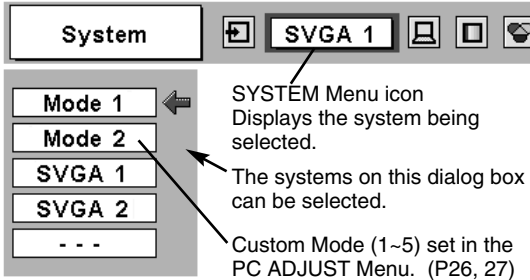 System
SVGA 1
Mode 1
Mode 2
SVGA 1
SVGA 2
- - -
SYSTEM Menu icon
Displays the system being
selected.
The systems on this dialog box
can be selected.
Custom Mode (1~5) set in the
PC ADJUST Menu. (P26, 27)